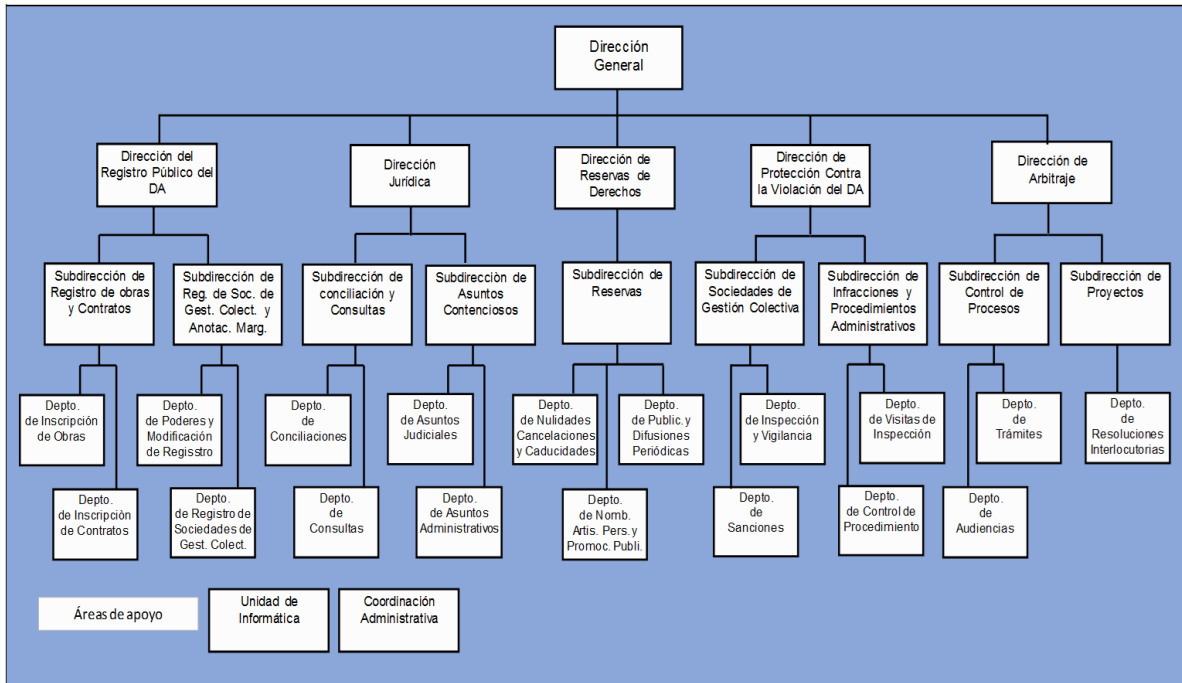 Dirección
General
Dirección del
Registro Público del
DA
Dirección
Jurídica
Dirección de
Reservas de
Derechos
Dirección de
Protección Contra
la Violación del DA
Dirección de
Arbitraje
Subdirección de
Registro de obras
y Contratos
Subdirección de
Reg. de Soc. de
Gest. Colect. y
Anotac. Marg.
Subdirección de
conciliación y
Consultas
Subdirecciòn de
Asuntos
Contenciosos
Subdirección de
Reservas
Subdirección de
Sociedades de
Gestión Colectiva
Subdirección de
Infracciones y
Procedimientos
Administrativos
Subdirección de
Control de
Procesos
Subdirección de
Proyectos
Depto.
de Inscripción
de Obras
Depto.
de Poderes y
Modificación
de Regisstro
Depto.
de
Conciliaciones
Depto.
de Asuntos
Judiciales
Depto.
de Nulidades
Cancelaciones
y Caducidades
Depto.
de Public. y
Difusiones
Periódicas
Depto.
de Inspección
y Vigilancia
Depto.
de Visitas de
Inspección
Depto.
de
Trámites
Depto.
de
Resoluciones
Interlocutorias
Depto.
de Inscripciòn
de Contratos
Depto.
de Registro de
Sociedades de
Gest. Colect.
Depto.
de
Consultas
Depto.
de Asuntos
Administrativos
Depto.
de Nomb.
Artis. Pers. y
Promoc. Publi.
Depto.
de
Sanciones
Depto.
de Control de
Procedimiento
Depto.
de
Audiencias
Áreas de apoyo
Unidad de
Informática
Coordinación
Administrativa